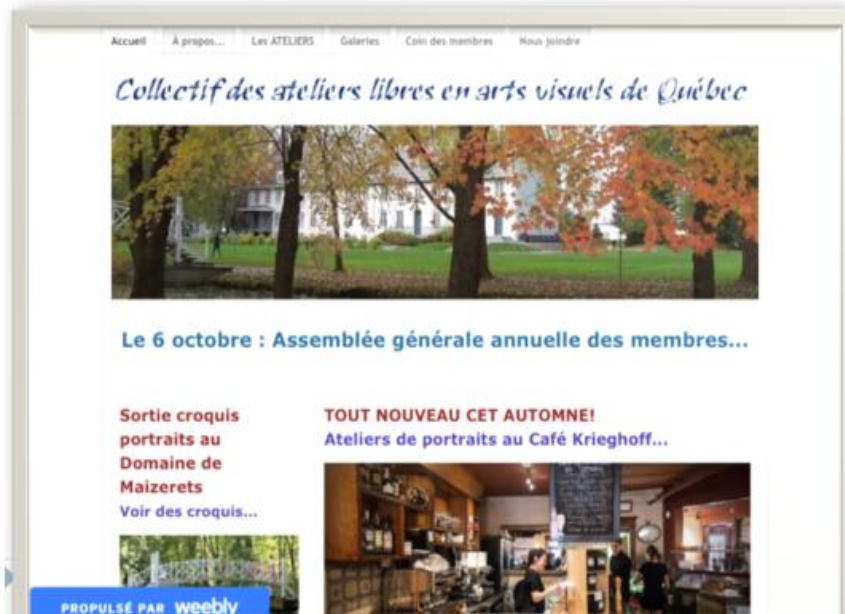 Accueil
À propos...
Les ATELIERS
Galeries
Coin des membres
Nous joindre
Collectif des ateliers libres en arts visuels de Québec
Le 6 octobre : Assemblée générale annuelle des membres...
Sortie croquis
portraits au
Domaine de
Maizerets
Voir des croquis...
TOUT NOUVEAU CET AUTOMNE!
Ateliers de portraits au Café Krieghoff...
PROPULSÉ PAR weebly